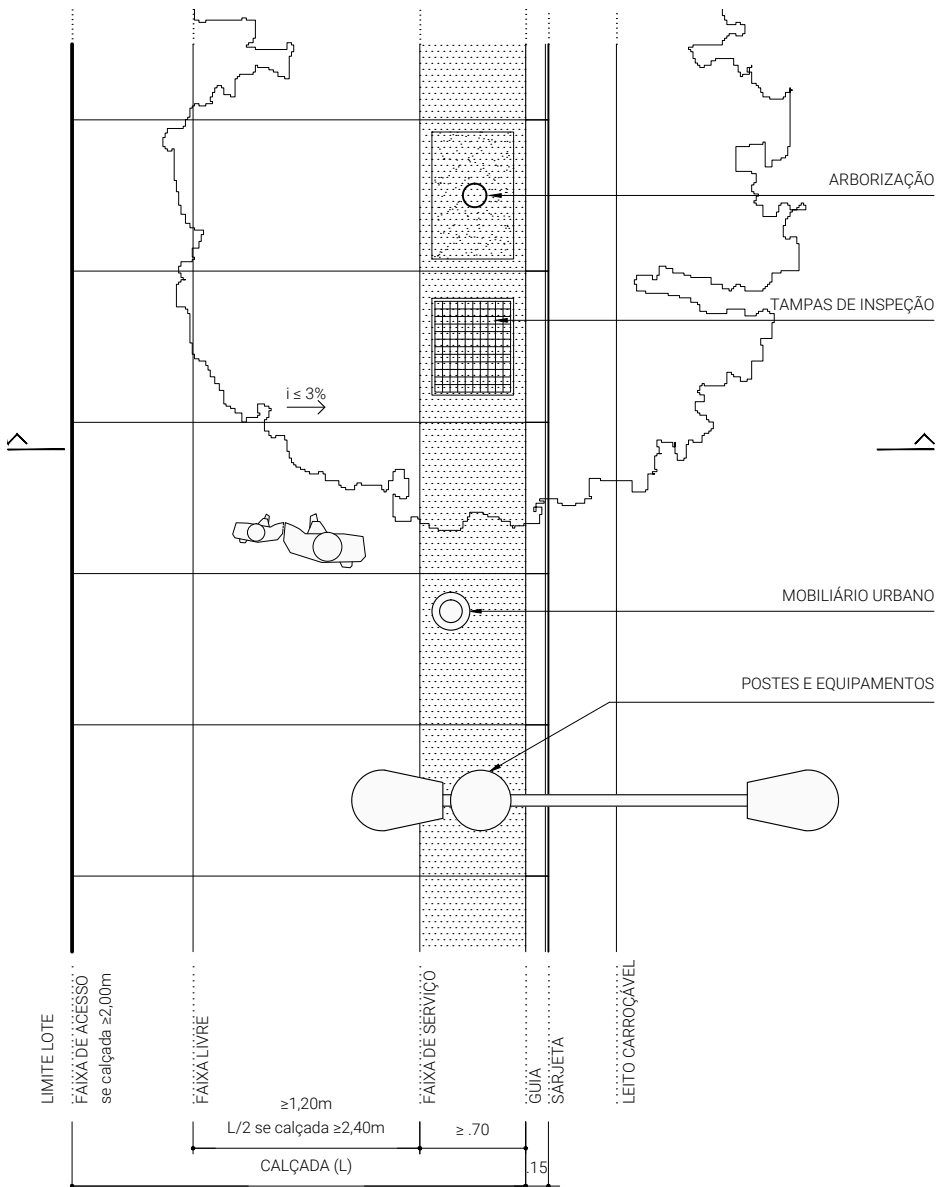 ARBORIZAÇÃO
TAMPAS DE INSPEÇÃO
i ≤ 3%
MOBILIÁRIO URBANO
POSTES E EQUIPAMENTOS
LIMITE LOTE
FAIXA DE ACESSO
se calçada ≥2,00m
FAIXA LIVRE
FAIXA DE SERVIÇO
GUIA
SARJETA
LEITO CARROÇÁVEL
≥1,20m
L/2 se calçada ≥2,40m
≥ .70
CALÇADA (L)
.15